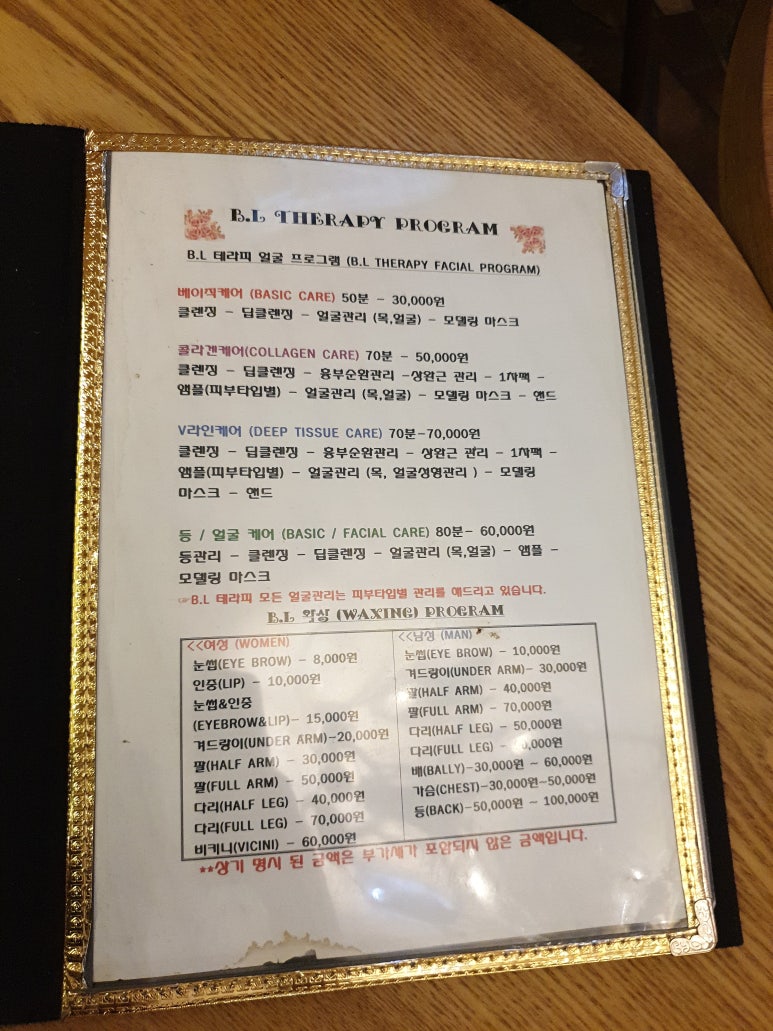 B.L THERAPY PROGRAM
B.L 테라피 얼굴 프로그램 (B.L THERAPY FACIAL PROGRAM)
베이직케어 (BASIC CARE) 50분 - 30,000원
클렌징 - 딥클렌징 - 얼굴관리 (목,얼굴) - 모델링 마스크
콜라겐케어(COLLAGEN CARE) 70분 - 50,000원
클렌징 - 딥클렌징 - 흉부순환관리 -상완근 관리 - 1차팩 -
앰플(피부타입별) - 얼굴관리 (목,얼굴) - 모델링 마스크 - 앤드
V라인케어 (DEEP TISSUE CARE) 70분-70,000원
클렌징 - 딥클렌징 - 흉부순환관리 - 상완근 관리 - 1차팩 -
앰플(피부타입별) - 얼굴관리 (목, 얼굴성영관리 ) - 모델링
마스크 - 앤드
등 / 얼굴 케어 (BASIC / FACIAL CARE) 80분- 60,000원
등관리 - 클렌징 - 딥클렌징 - 얼굴관리 (목,얼굴) - 앰플 -
모델링 마스크
☞B.L 테라피 모든 얼굴관리는 피부타입별 관리를 해드리고 있습니다.
B.L 왁싱 (WAXING) PROGRAM
<<여성 (WOMEN)
눈썹(EYE BROW) - 8,000원
인중(LIP) - 10,000원
눈썹&인중
(EYEBROW&LIP)- 15,000원
겨드랑이(UNDER ARM)-20,000원
팔(HALF ARM) - 30,000원
팔(FULL ARM) - 50,000원
다리(HALF LEG) - 40,000원
다리(FULL LEG) - 70,000원
비키니(VICINI) - 60,000원
<<남성 (MAN)
눈썹(EYE BROW) - 10,000원
겨드랑이(UNDER ARM)- 30,000원
팔(HALF ARM) - 40,000원
팔(FULL ARM) - 70,000원
다리(HALF LEG) - 50,000원
다리(FULL LEG) -
배(BALLY)-30,000원 ~ 60,000원
가슴(CHEST)-30,000원~50,000원
등(BACK)-50,000원 ~ 100,000원
**상기 명시 된 금액은 부가세가 포함되지 않은 금액입니다.